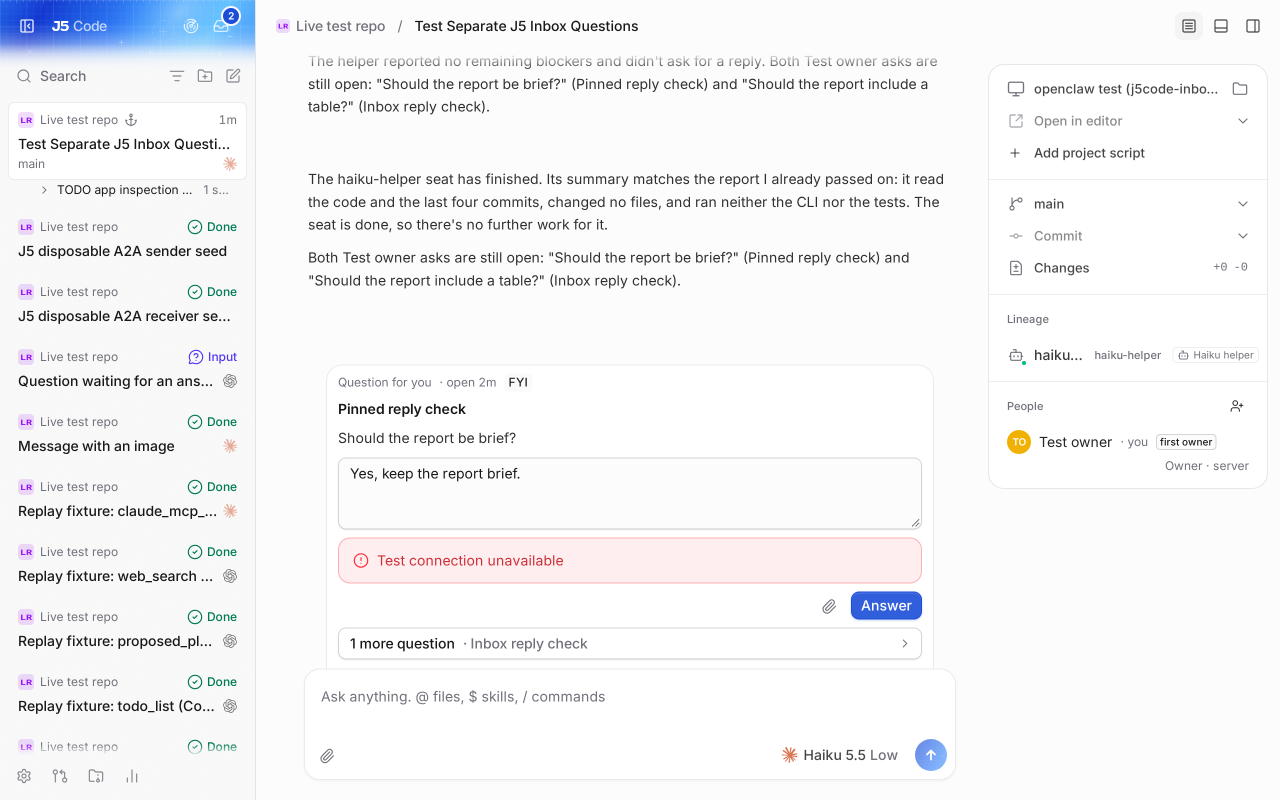 J5 Code
2
Search
LR Live test repo 1m
Test Separate J5 Inbox Questi...
main
TODO app inspection ... 1 s...
LR Live test repo Done
J5 disposable A2A sender seed
LR Live test repo Done
J5 disposable A2A receiver se...
LR Live test repo Input
Question waiting for an ans...
LR Live test repo Done
Message with an image
LR Live test repo Done
Replay fixture: claude_mcp_...
LR Live test repo Done
Replay fixture: web_search ...
LR Live test repo Done
Replay fixture: proposed_pl...
LR Live test repo Done
Replay fixture: todo_list (Co...
LR Live test repo Done
LR Live test repo / Test Separate J5 Inbox Questions
The helper reported no remaining blockers and didn't ask for a reply. Both Test owner asks are
still open: "Should the report be brief?" (Pinned reply check) and "Should the report include a
table?" (Inbox reply check).
The haiku-helper seat has finished. Its summary matches the report I already passed on: it read
the code and the last four commits, changed no files, and ran neither the CLI nor the tests. The
seat is done, so there's no further work for it.
Both Test owner asks are still open: "Should the report be brief?" (Pinned reply check) and
"Should the report include a table?" (Inbox reply check).
Question for you · open 2m FYI
Pinned reply check
Should the report be brief?
Yes, keep the report brief.
Test connection unavailable
Answer
1 more question · Inbox reply check
Ask anything. @ files, $ skills, / commands
Haiku 5.5 Low
openclaw test (j5code-inbo...
Open in editor
Add project script
main
Commit
Changes +0 -0
Lineage
haiku... haiku-helper Haiku helper
People
TO Test owner · you first owner
Owner · server